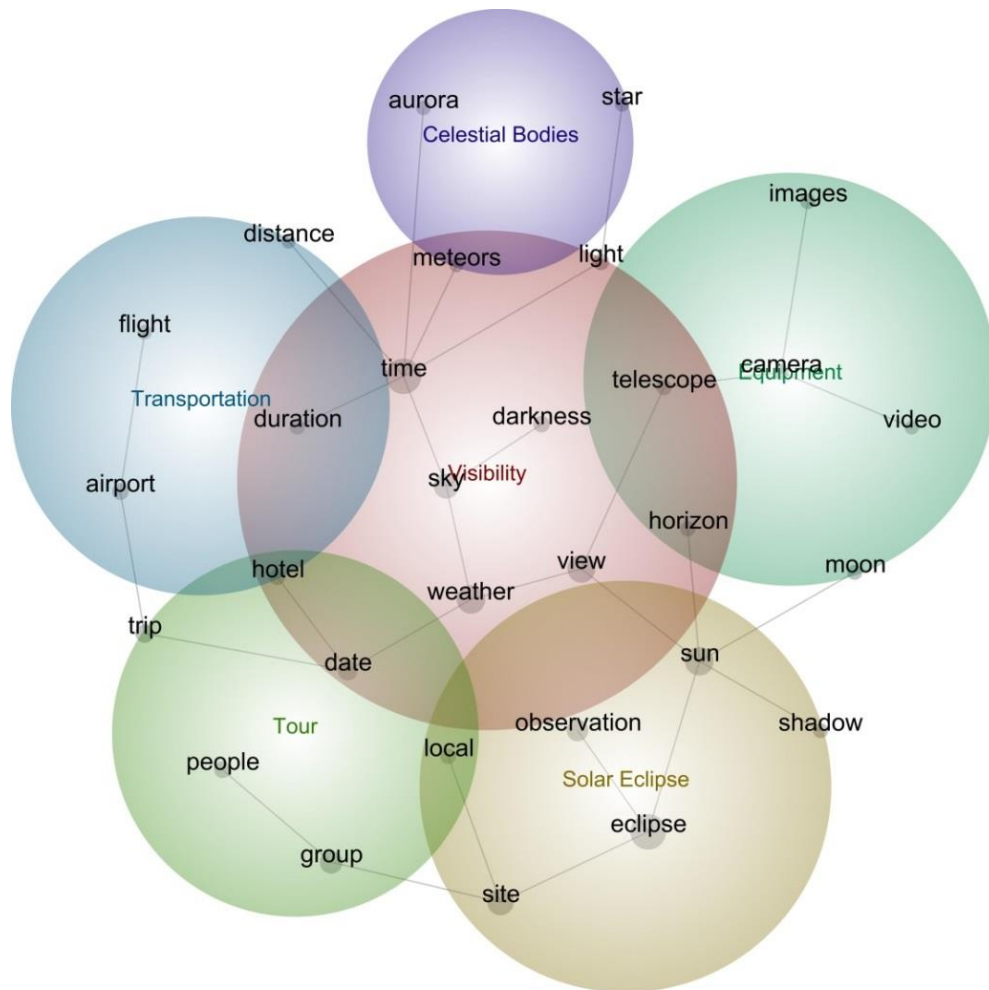 aurora
star
Celestial Bodies
images
distance
meteors
light
flight
time
telescope
camera
Equipment
Transportation
duration
darkness
video
airport
sky
Visibility
horizon
hotel
weather
view
moon
trip
date
sun
Tour
people
local
observation
shadow
Solar Eclipse
group
eclipse
site